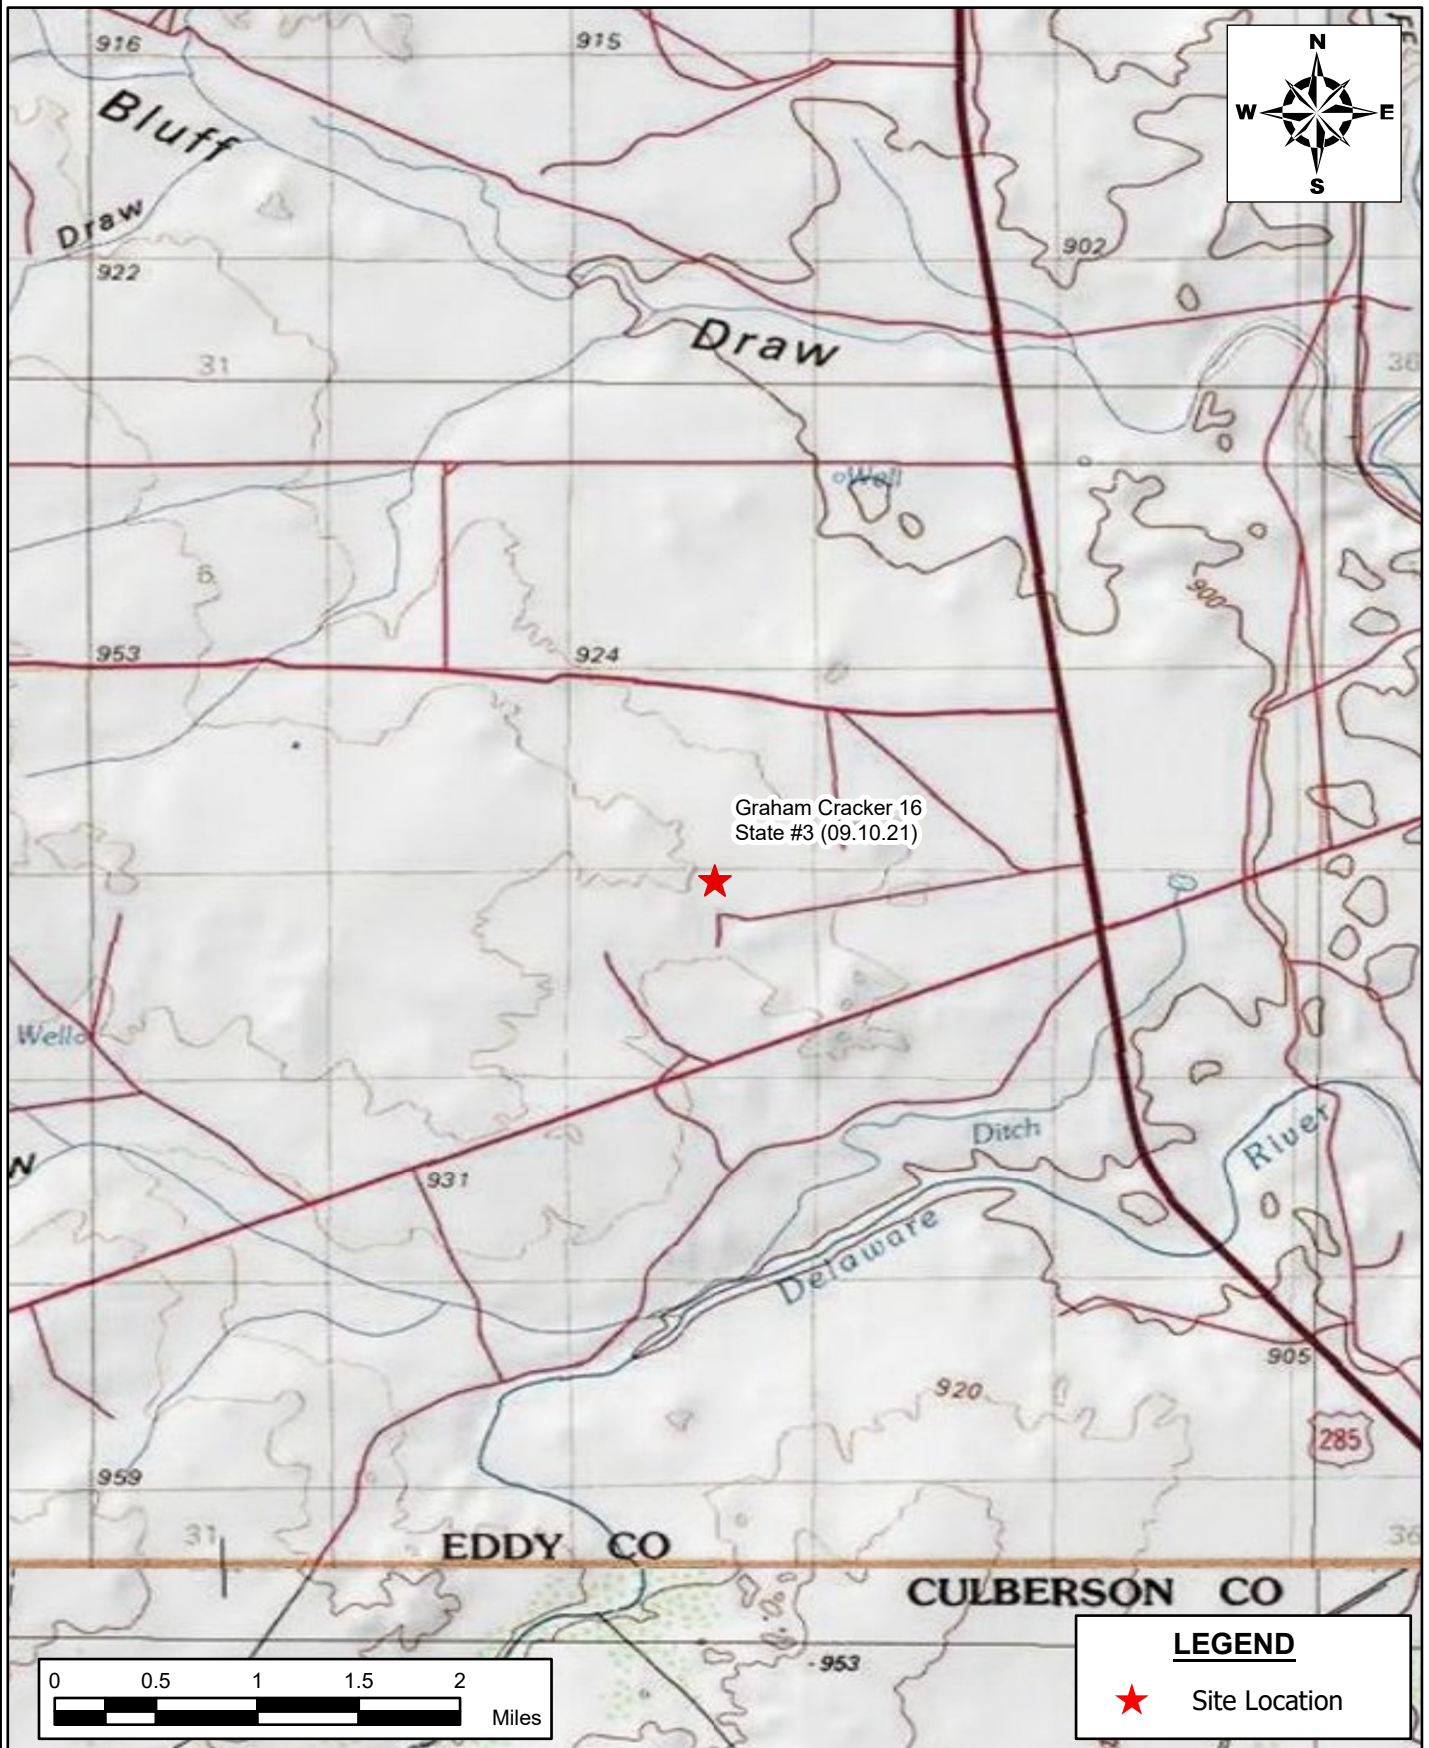 916
915
N
W E
S
Bluff
Draw
922
902
Draw
31
36
Well
6
900
953
924
Graham Cracker 16
State #3 (09.10.21)
Well
Ditch
River
931
Delaware
905
920
285
959
31
36
EDDY CO
CULBERSON CO
953
LEGEND
Site Location
0 0.5 1 1.5 2
Miles